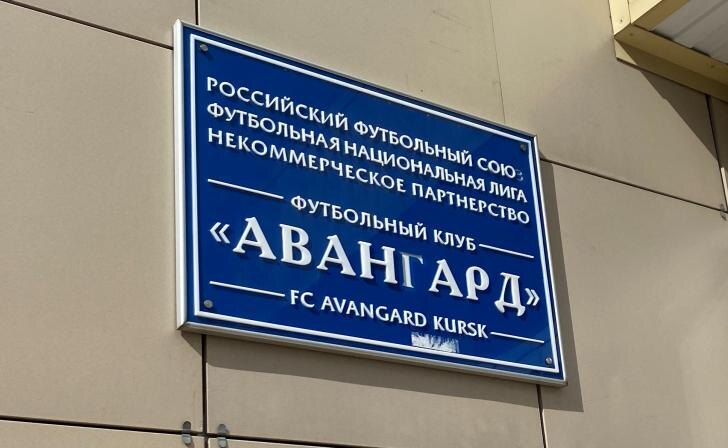 РОССИЙСКИЙ ФУТБОЛЬНЫЙ СОЮЗ
ФУТБОЛЬНАЯ НАЦИОНАЛЬНАЯ ЛИГА
НЕКОММЕРЧЕСКОЕ ПАРТНЕРСТВО
ФУТБОЛЬНЫЙ КЛУБ
«АВАНГАРД»
FC AVANGARD KURSK